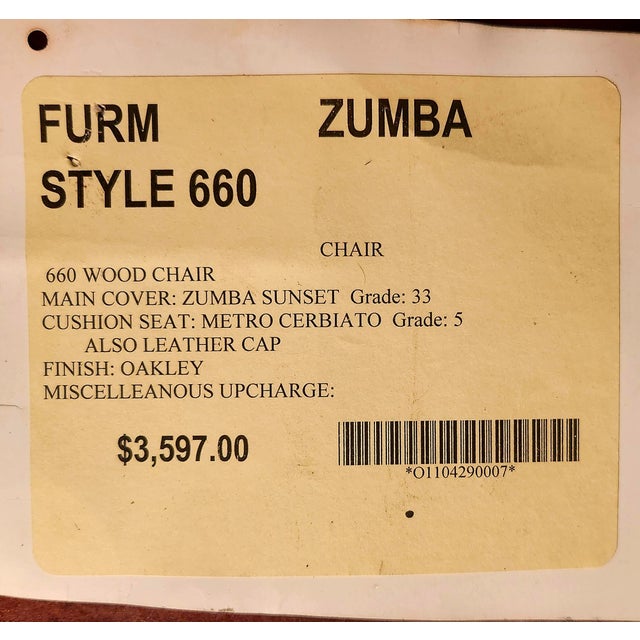 FURM ZUMBA
STYLE 660
CHAIR
660 WOOD CHAIR
MAIN COVER: ZUMBA SUNSET Grade: 33
CUSHION SEAT: METRO CERBIATO Grade: 5
ALSO LEATHER CAP
FINISH: OAKLEY
MISCELLEANOUS UPCHARGE:
$3,597.00
*O1104290007*